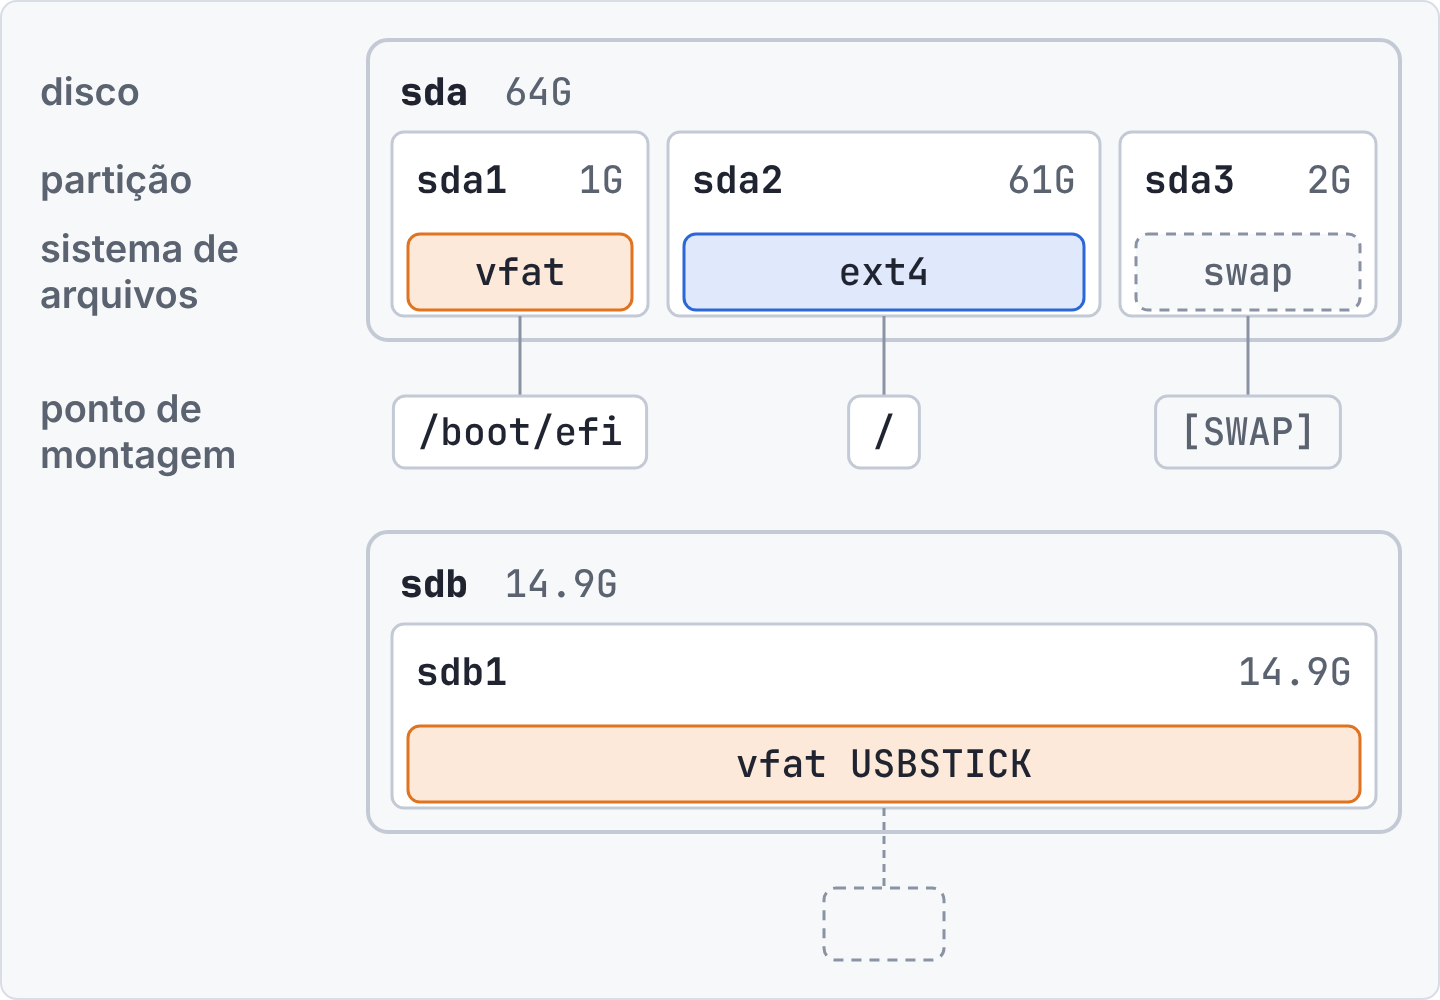 disco
sda 64G
partição
sda1 1G
sda2 61G
sda3 2G
sistema de
arquivos
vfat
ext4
swap
ponto de
montagem
/boot/efi
/
[SWAP]
sdb 14.9G
sdb1 14.9G
vfat USBSTICK